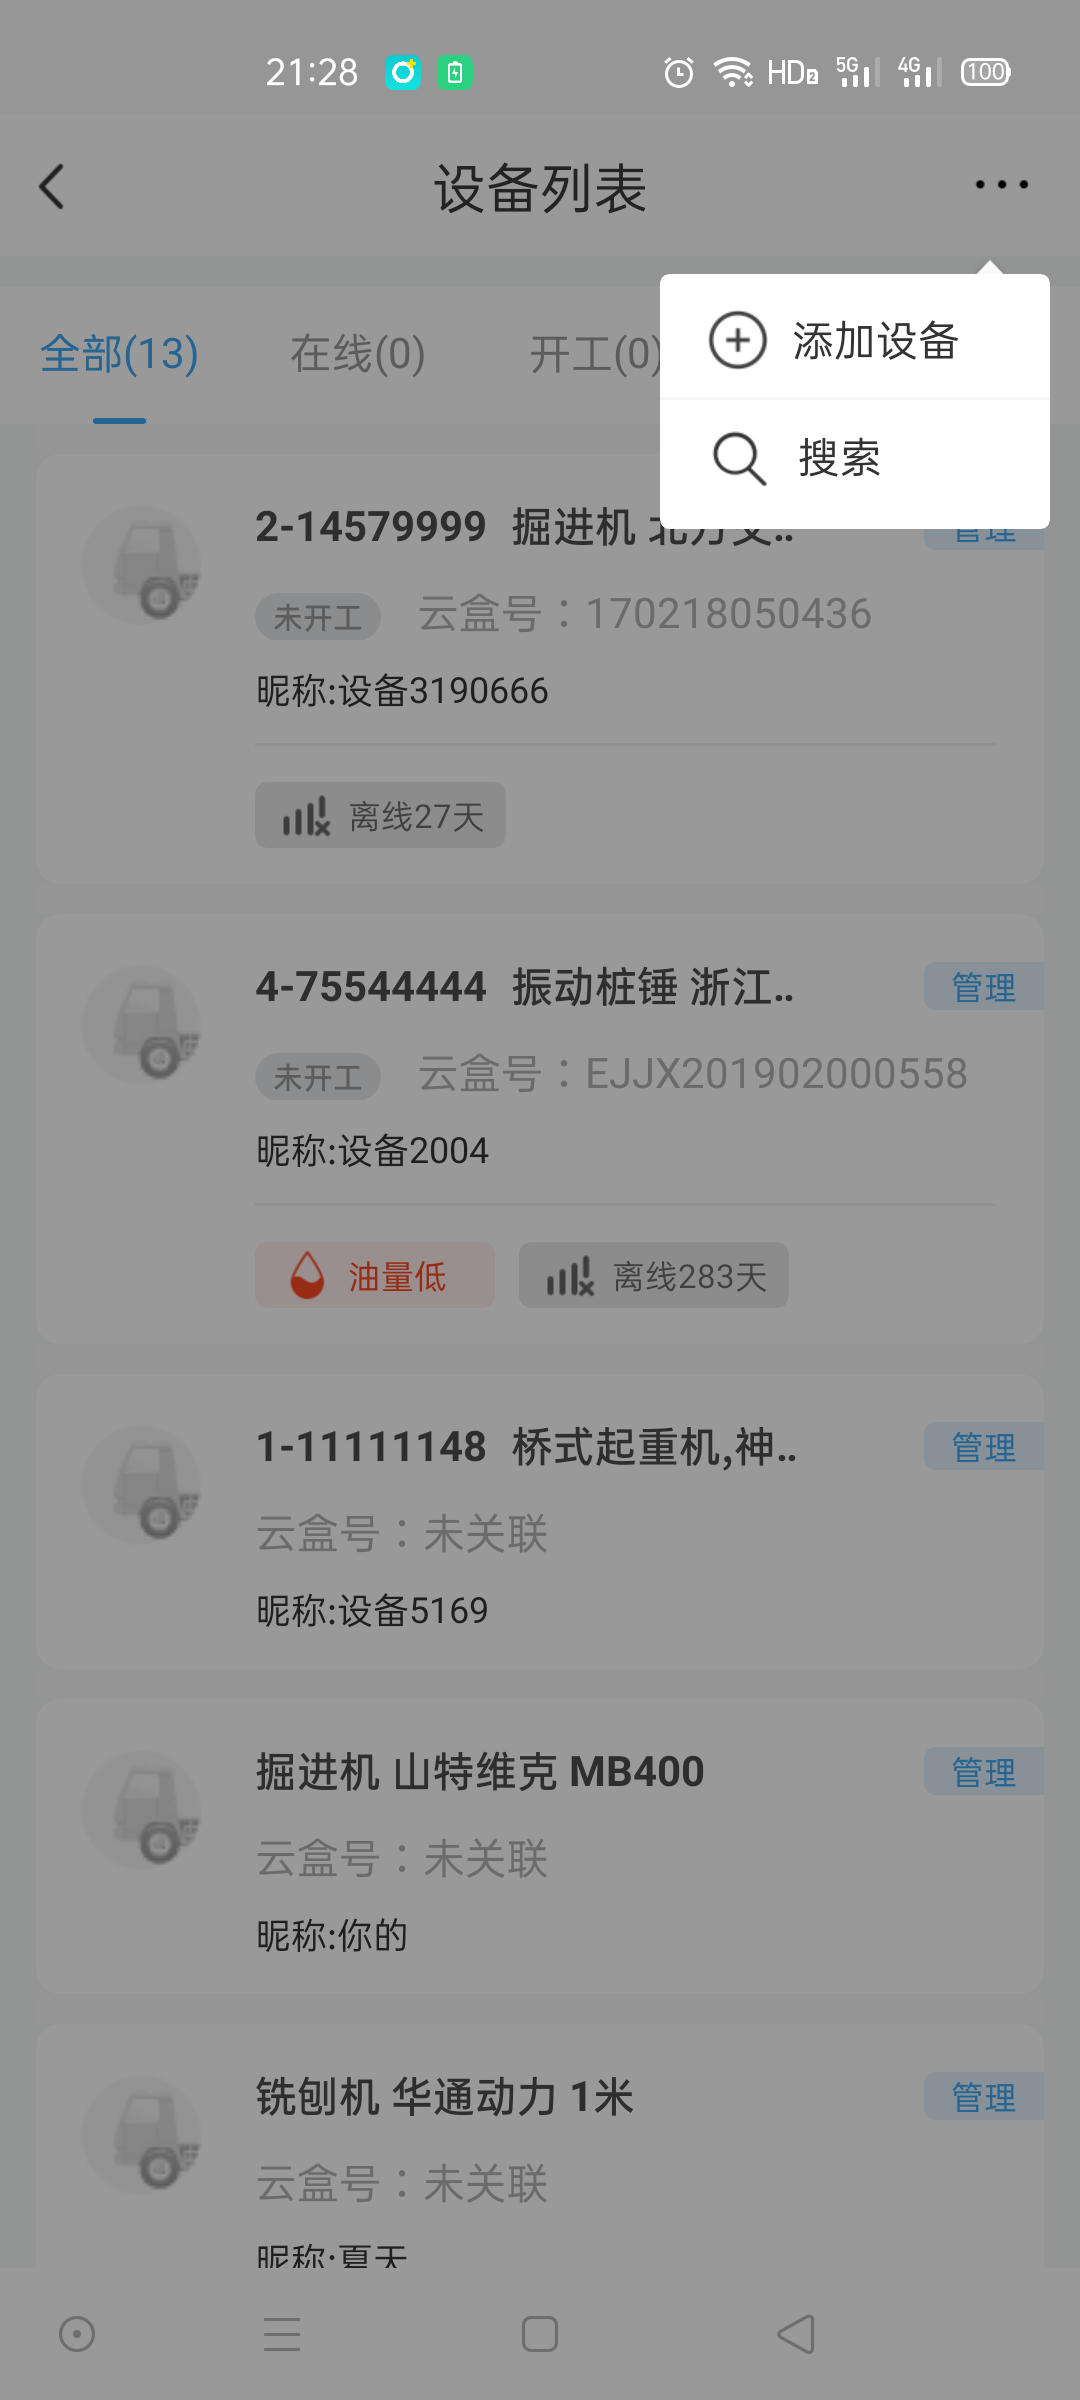 21:28 HD2 5G 4G 100
设备列表
全部(13) 在线(0) 开工(0)
添加设备
搜索
2-14579999 掘进机 北方交..
管理
未开工 云盒号：170218050436
昵称:设备3190666
离线27天
4-75544444 振动桩锤 浙江..
管理
未开工 云盒号：EJJX201902000558
昵称:设备2004
油量低 离线283天
1-11111148 桥式起重机,神..
管理
云盒号：未关联
昵称:设备5169
掘进机 山特维克 MB400
管理
云盒号：未关联
昵称:你的
铣刨机 华通动力 1米
管理
云盒号：未关联
昵称:夏天